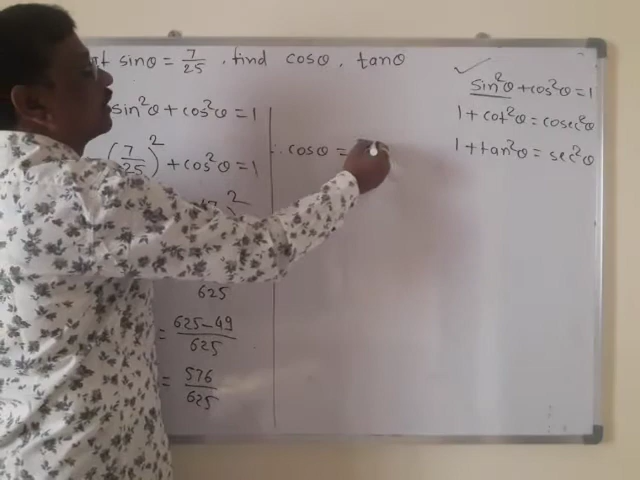 sinθ = 7/25 . find cosθ , tanθ
sin²θ + cos²θ = 1
(7/25)² + cos²θ = 1
625
= 625-49/625
= 576/625
∴ cosθ =
sin²θ + cos²θ = 1
1 + cot²θ = cosec²θ
1 + tan²θ = sec²θ